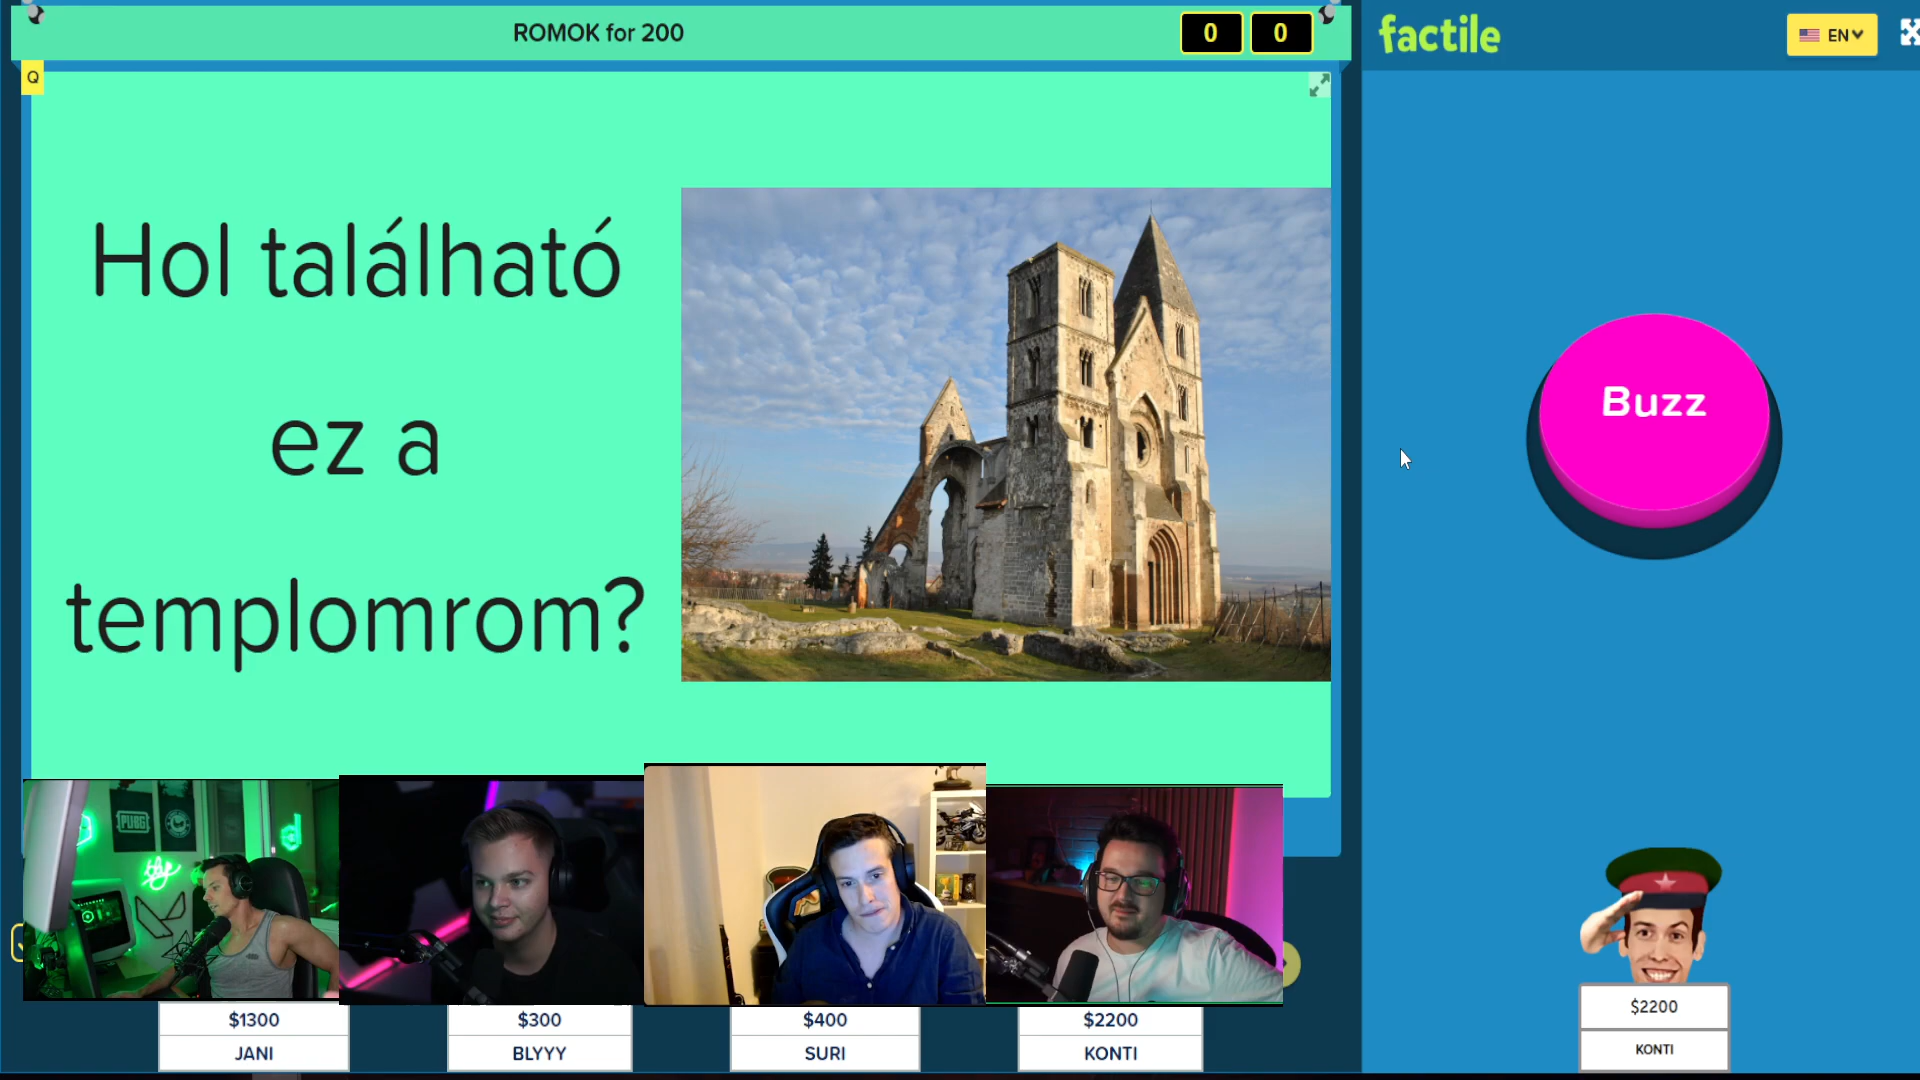 ROMOK for 200
0 0
factile
EN
Q
Hol található
ez a
templomrom?
Buzz
PUBG
$1300
JANI
$300
BLYYY
$400
SURI
$2200
KONTI
$2200
KONTI